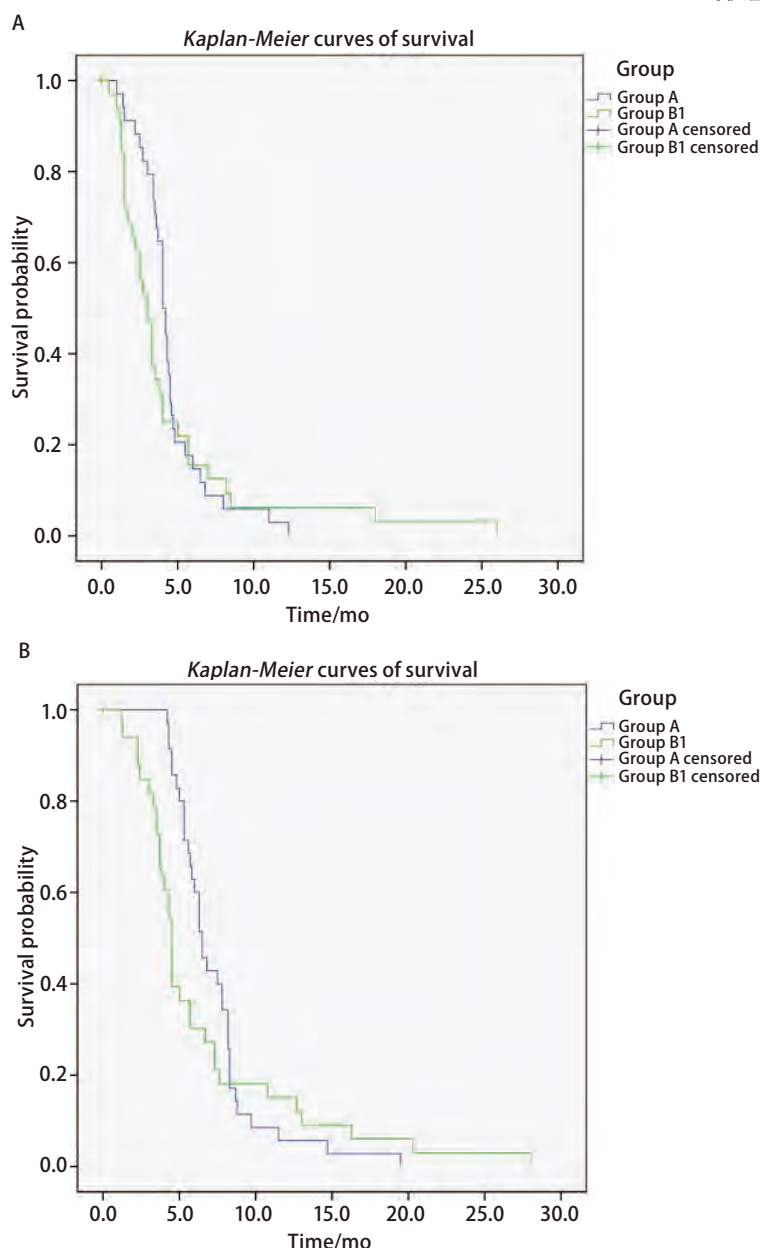 A
Kaplan-Meier curves of survival
Group
Group A
Group B1
Group A censored
Group B1 censored
1.0
0.8
0.6
0.4
0.2
0.0
Survival probability
0.0 5.0 10.0 15.0 20.0 25.0 30.0
Time/mo
B
Kaplan-Meier curves of survival
Group
Group A
Group B1
Group A censored
Group B1 censored
1.0
0.8
0.6
0.4
0.2
0.0
Survival probability
0.0 5.0 10.0 15.0 20.0 25.0 30.0
Time/mo